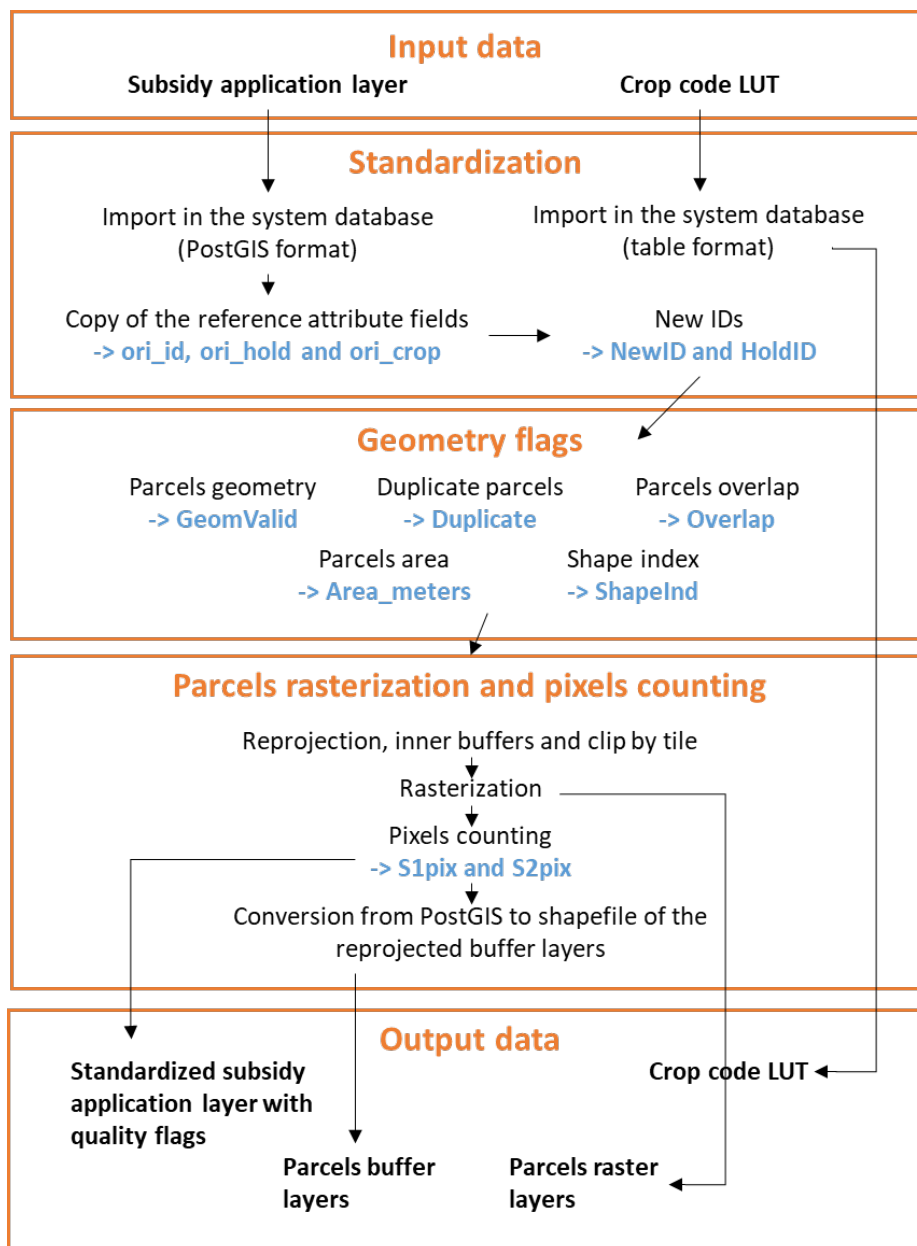 Input data
Subsidy application layer
Crop code LUT
Standardization
Import in the system database
(PostGIS format)
Import in the system database
(table format)
Copy of the reference attribute fields
-> ori_id, ori_hold and ori_crop
New IDs
-> NewID and HoldID
Geometry flags
Parcels geometry
-> GeomValid
Duplicate parcels
-> Duplicate
Parcels overlap
-> Overlap
Parcels area
-> Area_meters
Shape index
-> ShapeInd
Parcels rasterization and pixels counting
Reprojection, inner buffers and clip by tile
Rasterization
Pixels counting
-> S1pix and S2pix
Conversion from PostGIS to shapefile of the
reprojected buffer layers
Output data
Standardized subsidy
application layer with
quality flags
Crop code LUT
Parcels buffer
layers
Parcels raster
layers